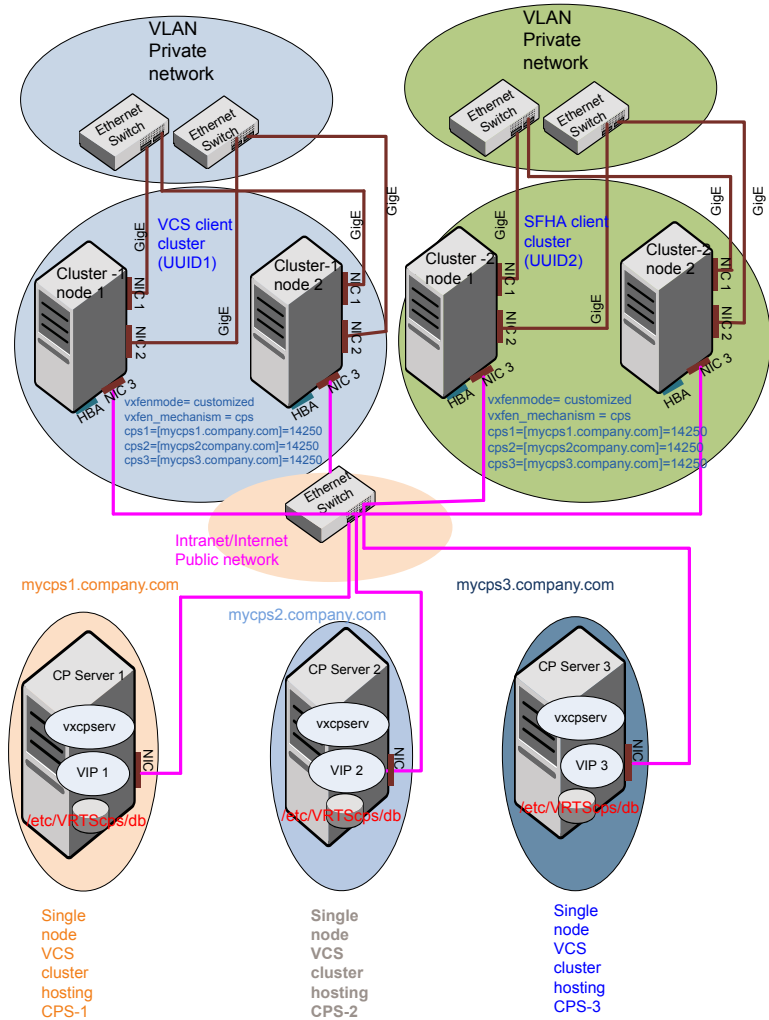 VLAN
Private
network
VLAN
Private
network
Ethernet
Switch
Ethernet
Switch
Ethernet
Switch
Ethernet
Switch
GigE
GigE
GigE
GigE
GigE
GigE
GigE
GigE
VCS client
cluster
(UUID1)
SFHA client
cluster
(UUID2)
Cluster -1
node 1
NIC 1
NIC 2
NIC 3
HBA
Cluster-1
node 2
NIC 1
NIC 2
NIC 3
HBA
Cluster -2
node 1
NIC 1
NIC 2
NIC 3
HBA
Cluster-2
node 2
NIC 1
NIC 2
NIC 3
HBA
vxfenmode= customized
vxfen_mechanism = cps
cps1=[mycps1.company.com]=14250
cps2=[mycps2company.com]=14250
cps3=[mycps3.company.com]=14250
vxfenmode= customized
vxfen_mechanism = cps
cps1=[mycps1.company.com]=14250
cps2=[mycps2company.com]=14250
cps3=[mycps3.company.com]=14250
Ethernet
Switch
Intranet/Internet
Public network
mycps1.company.com
mycps2.company.com
mycps3.company.com
CP Server 1
vxcpserv
VIP 1
NIC
/etc/VRTScps/db
CP Server 2
vxcpserv
VIP 2
NIC
/etc/VRTScps/db
CP Server 3
vxcpserv
VIP 3
NIC
/etc/VRTScps/db
Single
node
VCS
cluster
hosting
CPS-1
Single
node
VCS
cluster
hosting
CPS-2
Single
node
VCS
cluster
hosting
CPS-3